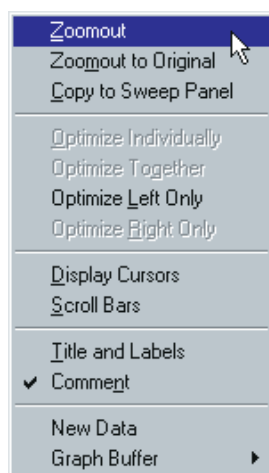 Zoomout
Zoomout to Original
Copy to Sweep Panel
Optimize Individually
Optimize Together
Optimize Left Only
Optimize Right Only
Display Cursors
Scroll Bars
Title and Labels
Comment
New Data
Graph Buffer